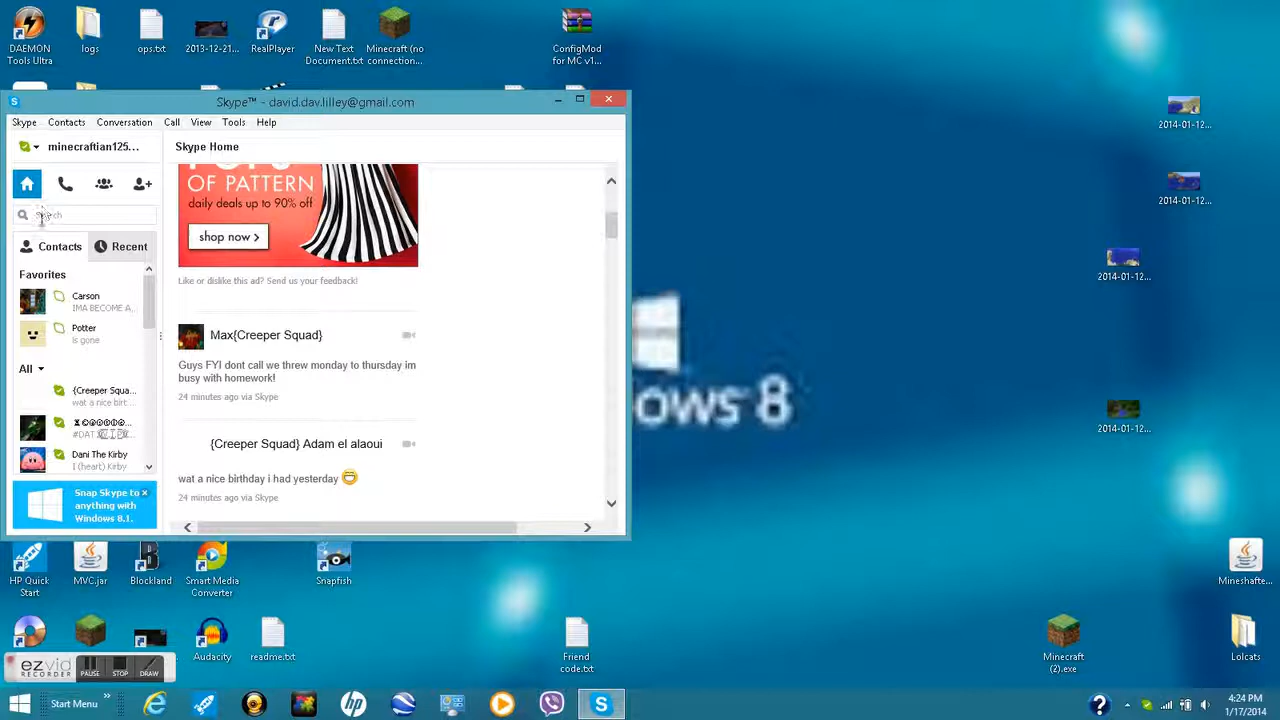 DAEMON
Tools Ultra
logs
ops.txt
2013-12-21...
RealPlayer
New Text
Document.txt
Minecraft (no
connection...
ConfigMod
for MC v1...
2014-01-12...
2014-01-12...
2014-01-12...
2014-01-12...
Skype™ - david.dav.lilley@gmail.com
Skype Contacts Conversation Call View Tools Help
minecraftian125...
Skype Home
Search
Contacts
Recent
Favorites
Carson
IMA BECOME A...
Potter
is gone
All
{Creeper Squa...
wat a nice birt...
Dani The Kirby
I (heart) Kirby
Snap Skype to
anything with
Windows 8.1.
OF PATTERN
daily deals up to 90% off
shop now >
Like or dislike this ad? Send us your feedback!
Max{Creeper Squad}
Guys FYI dont call we threw monday to thursday im
busy with homework!
24 minutes ago via Skype
{Creeper Squad} Adam el alaoui
wat a nice birthday i had yesterday
24 minutes ago via Skype
ows 8
HP Quick
Start
MVC.jar
Blockland
Smart Media
Converter
Snapfish
Mineshafte...
Audacity
readme.txt
Friend
code.txt
Minecraft
(2).exe
Lolcats
ezvid
RECORDER
PAUSE
STOP
DRAW
Start Menu
4:24 PM
1/17/2014